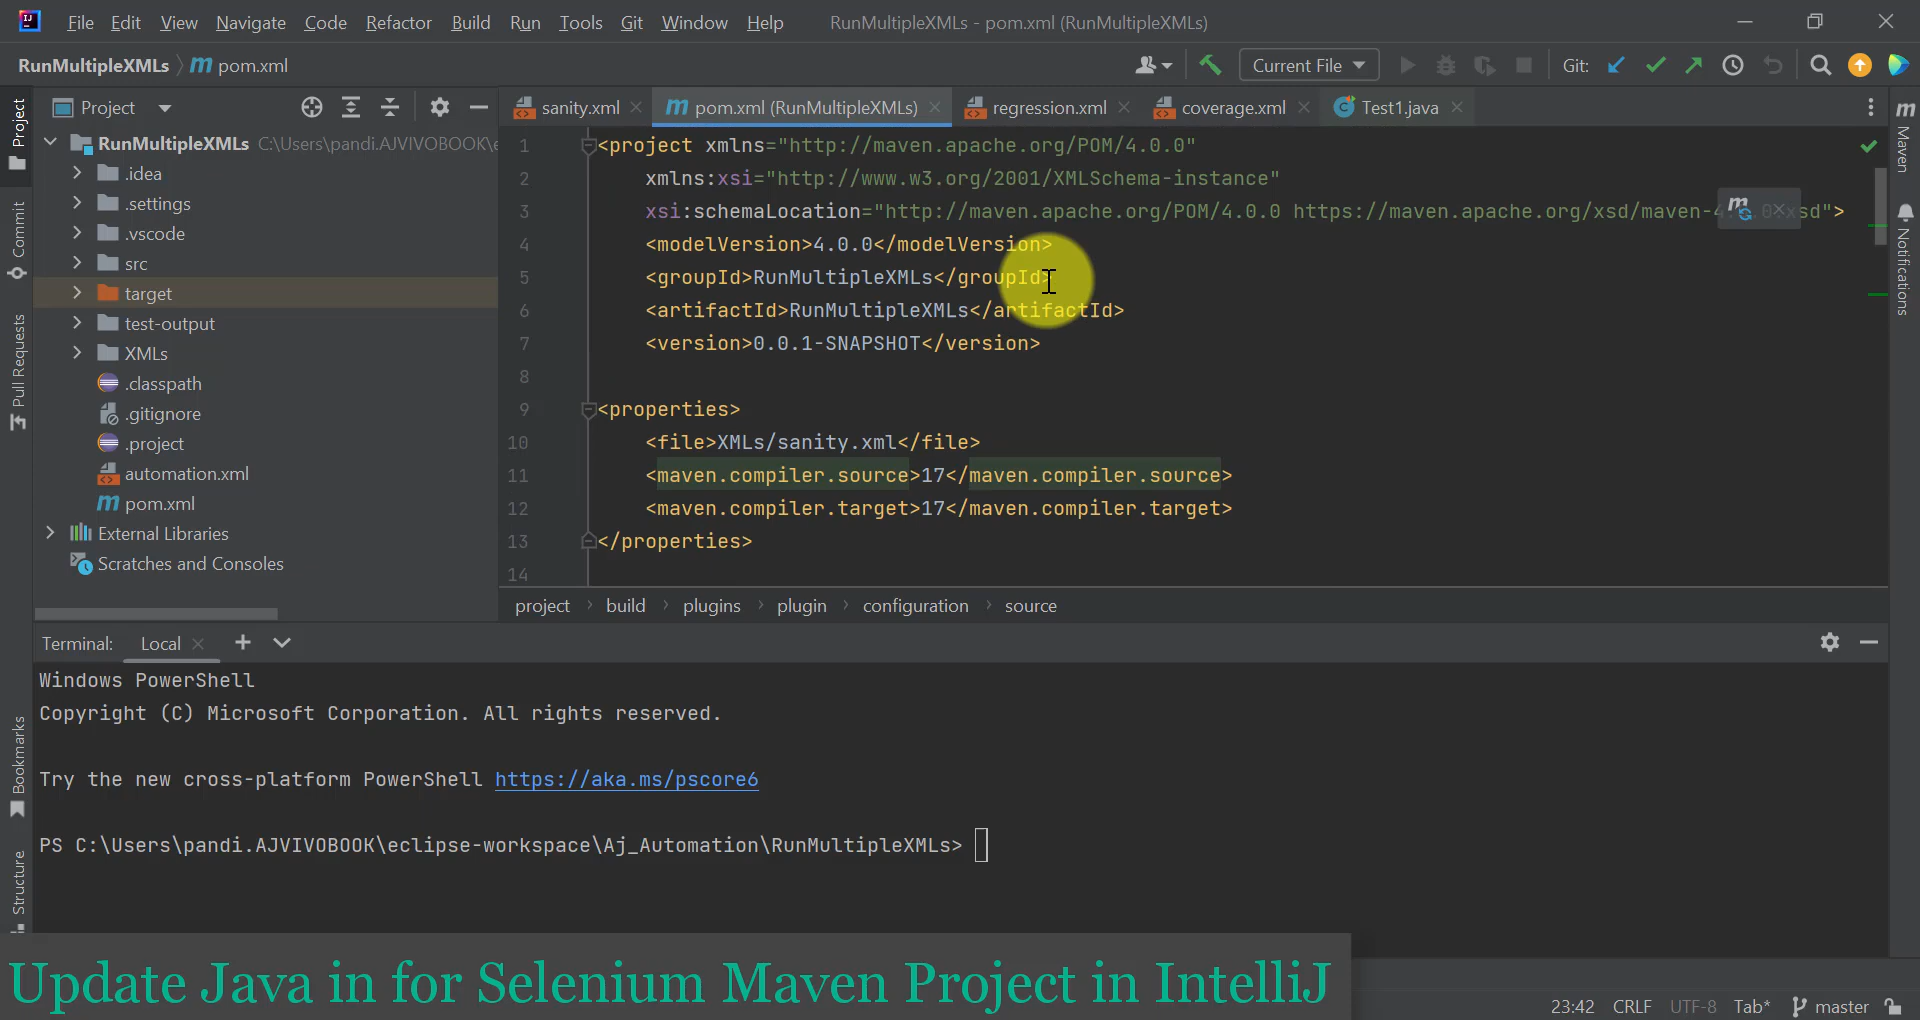 File Edit View Navigate Code Refactor Build Run Tools Git Window Help RunMultipleXMLs - pom.xml (RunMultipleXMLs)
RunMultipleXMLs pom.xml Current File Git:
Project
sanity.xml pom.xml (RunMultipleXMLs) regression.xml coverage.xml Test1.java
RunMultipleXMLs C:\Users\pandi.AJVIVOBOOK\e
.idea
.settings
.vscode
src
target
test-output
XMLs
.classpath
.gitignore
.project
automation.xml
pom.xml
External Libraries
Scratches and Consoles
1 <project xmlns="http://maven.apache.org/POM/4.0.0"
2 xmlns:xsi="http://www.w3.org/2001/XMLSchema-instance"
3 xsi:schemaLocation="http://maven.apache.org/POM/4.0.0 https://maven.apache.org/xsd/maven-4.0.0.xsd">
4 <modelVersion>4.0.0</modelVersion>
5 <groupId>RunMultipleXMLs</groupId>
6 <artifactId>RunMultipleXMLs</artifactId>
7 <version>0.0.1-SNAPSHOT</version>
8
9 <properties>
10 <file>XMLs/sanity.xml</file>
11 <maven.compiler.source>17</maven.compiler.source>
12 <maven.compiler.target>17</maven.compiler.target>
13 </properties>
14
project build plugins plugin configuration source
Project
Commit
Pull Requests
Bookmarks
Structure
Maven
Notifications
Terminal: Local
Windows PowerShell
Copyright (C) Microsoft Corporation. All rights reserved.
Try the new cross-platform PowerShell https://aka.ms/pscore6
PS C:\Users\pandi.AJVIVOBOOK\eclipse-workspace\Aj_Automation\RunMultipleXMLs>
Update Java in for Selenium Maven Project in IntelliJ
23:42 CRLF UTF-8 Tab* master